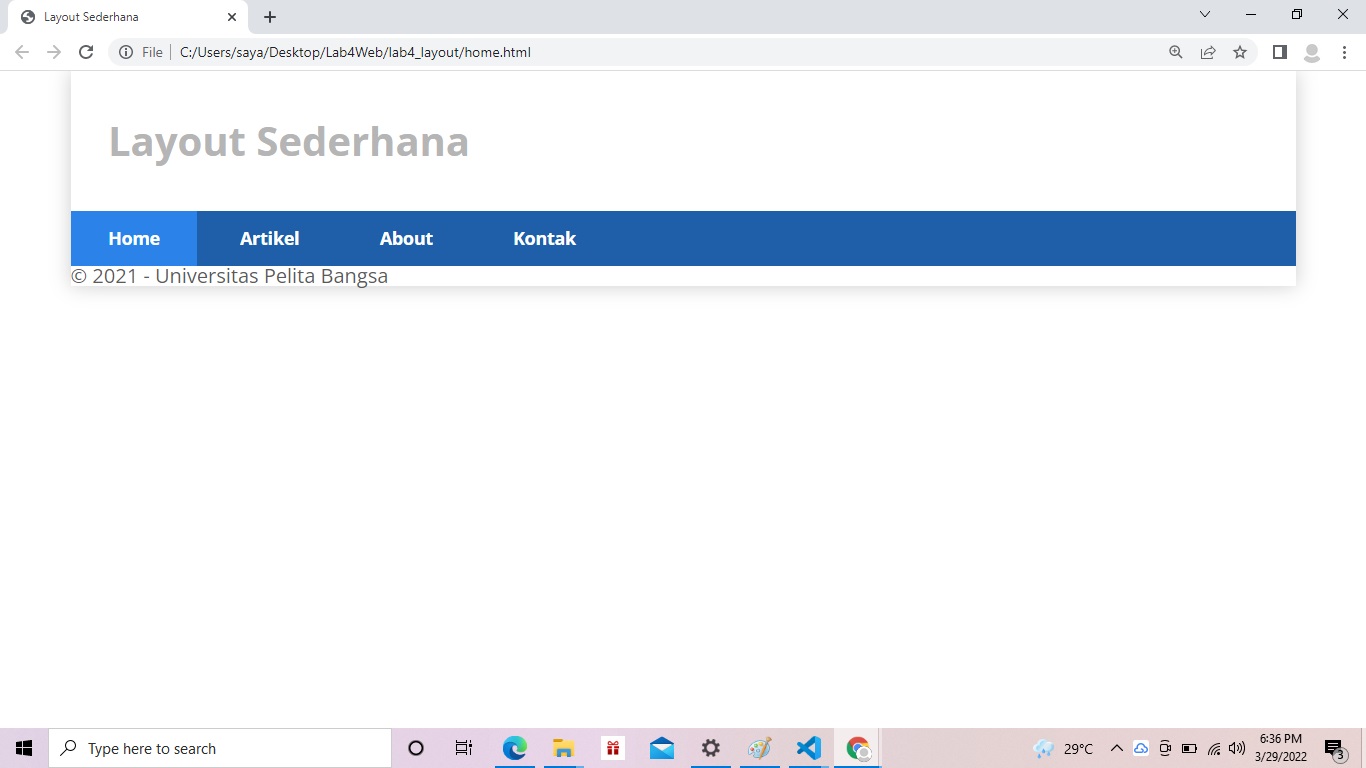 Layout Sederhana
File C:/Users/saya/Desktop/Lab4Web/lab4_layout/home.html
Layout Sederhana
Home Artikel About Kontak
© 2021 - Universitas Pelita Bangsa
Type here to search
29°C
6:36 PM
3/29/2022
3